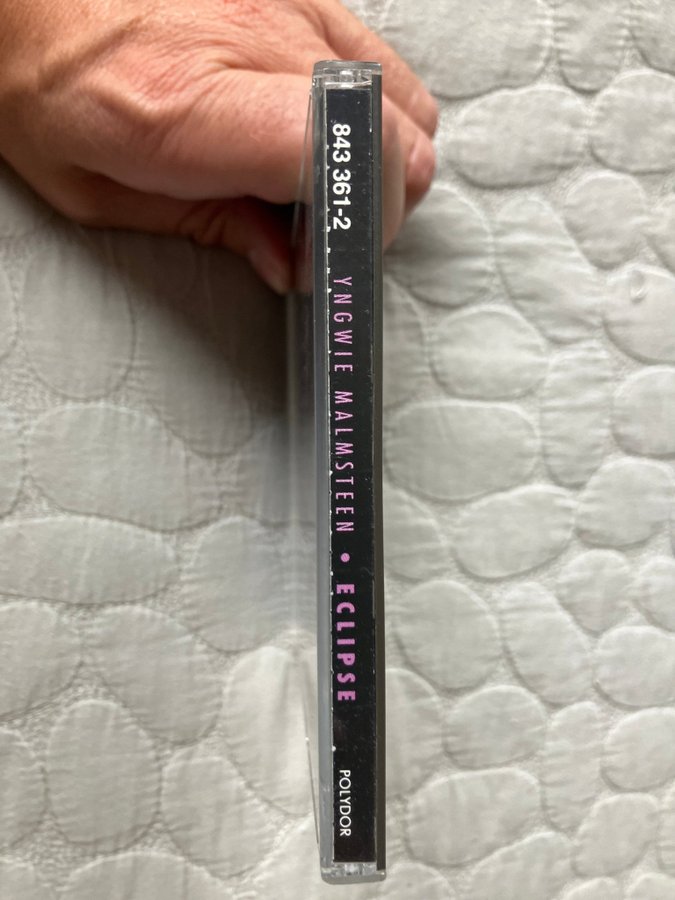 843 361-2 YNGWIE MALMSTEEN • ECLIPSE POLYDOR